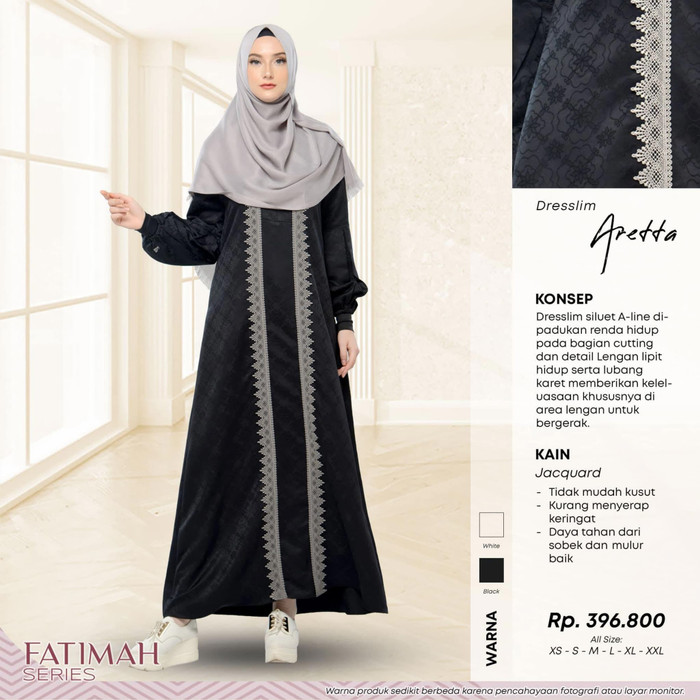 Dresslim
Aretta
KONSEP
Dresslim siluet A-line di-
padukan renda hidup
pada bagian cutting
dan detail Lengan lipit
hidup serta lubang
karet memberikan kelel-
uasaan khususnya di
area lengan untuk
bergerak.
KAIN
Jacquard
- Tidak mudah kusut
- Kurang menyerap
keringat
- Daya tahan dari
sobek dan mulur
baik
White
Black
WARNA
Rp. 396.800
All Size:
XS - S - M - L - XL - XXL
FATIMAH
SERIES
Warna produk sedikit berbeda karena pencahayaan fotografi atau layar monitor.